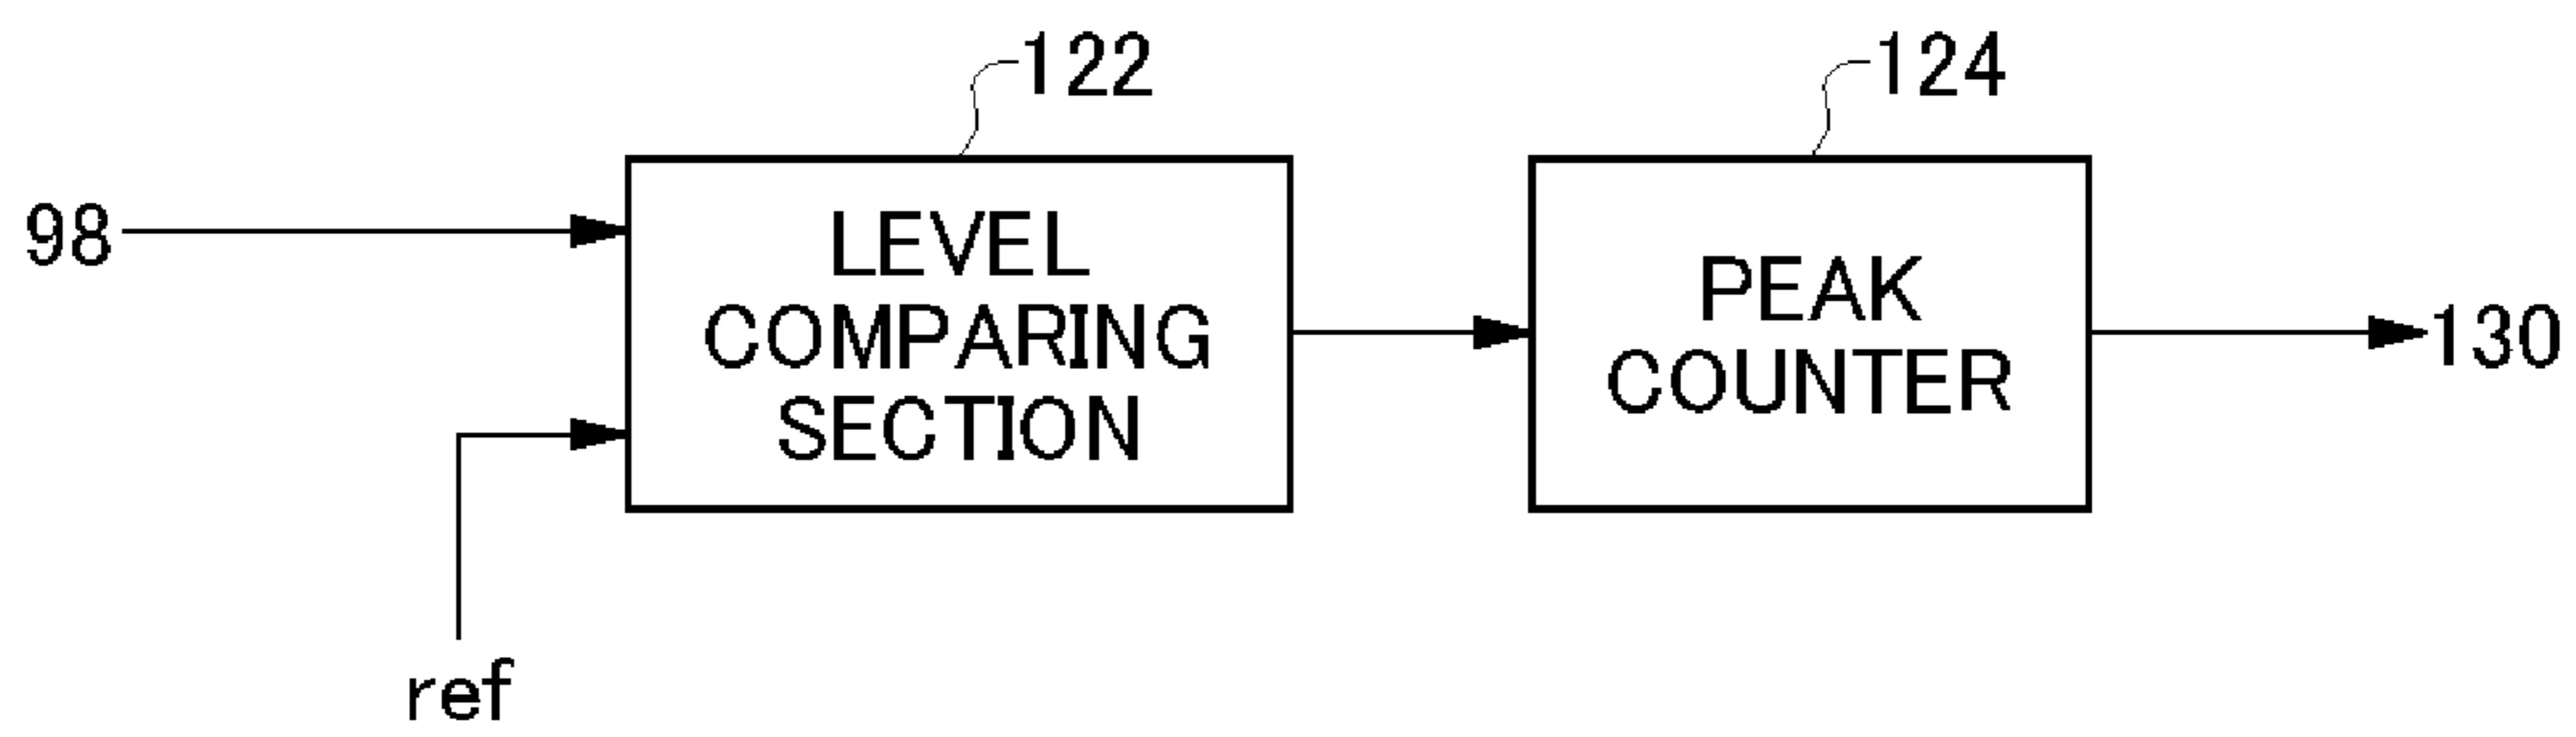 122
124
98
LEVEL
COMPARING
SECTION
PEAK
COUNTER
130
ref